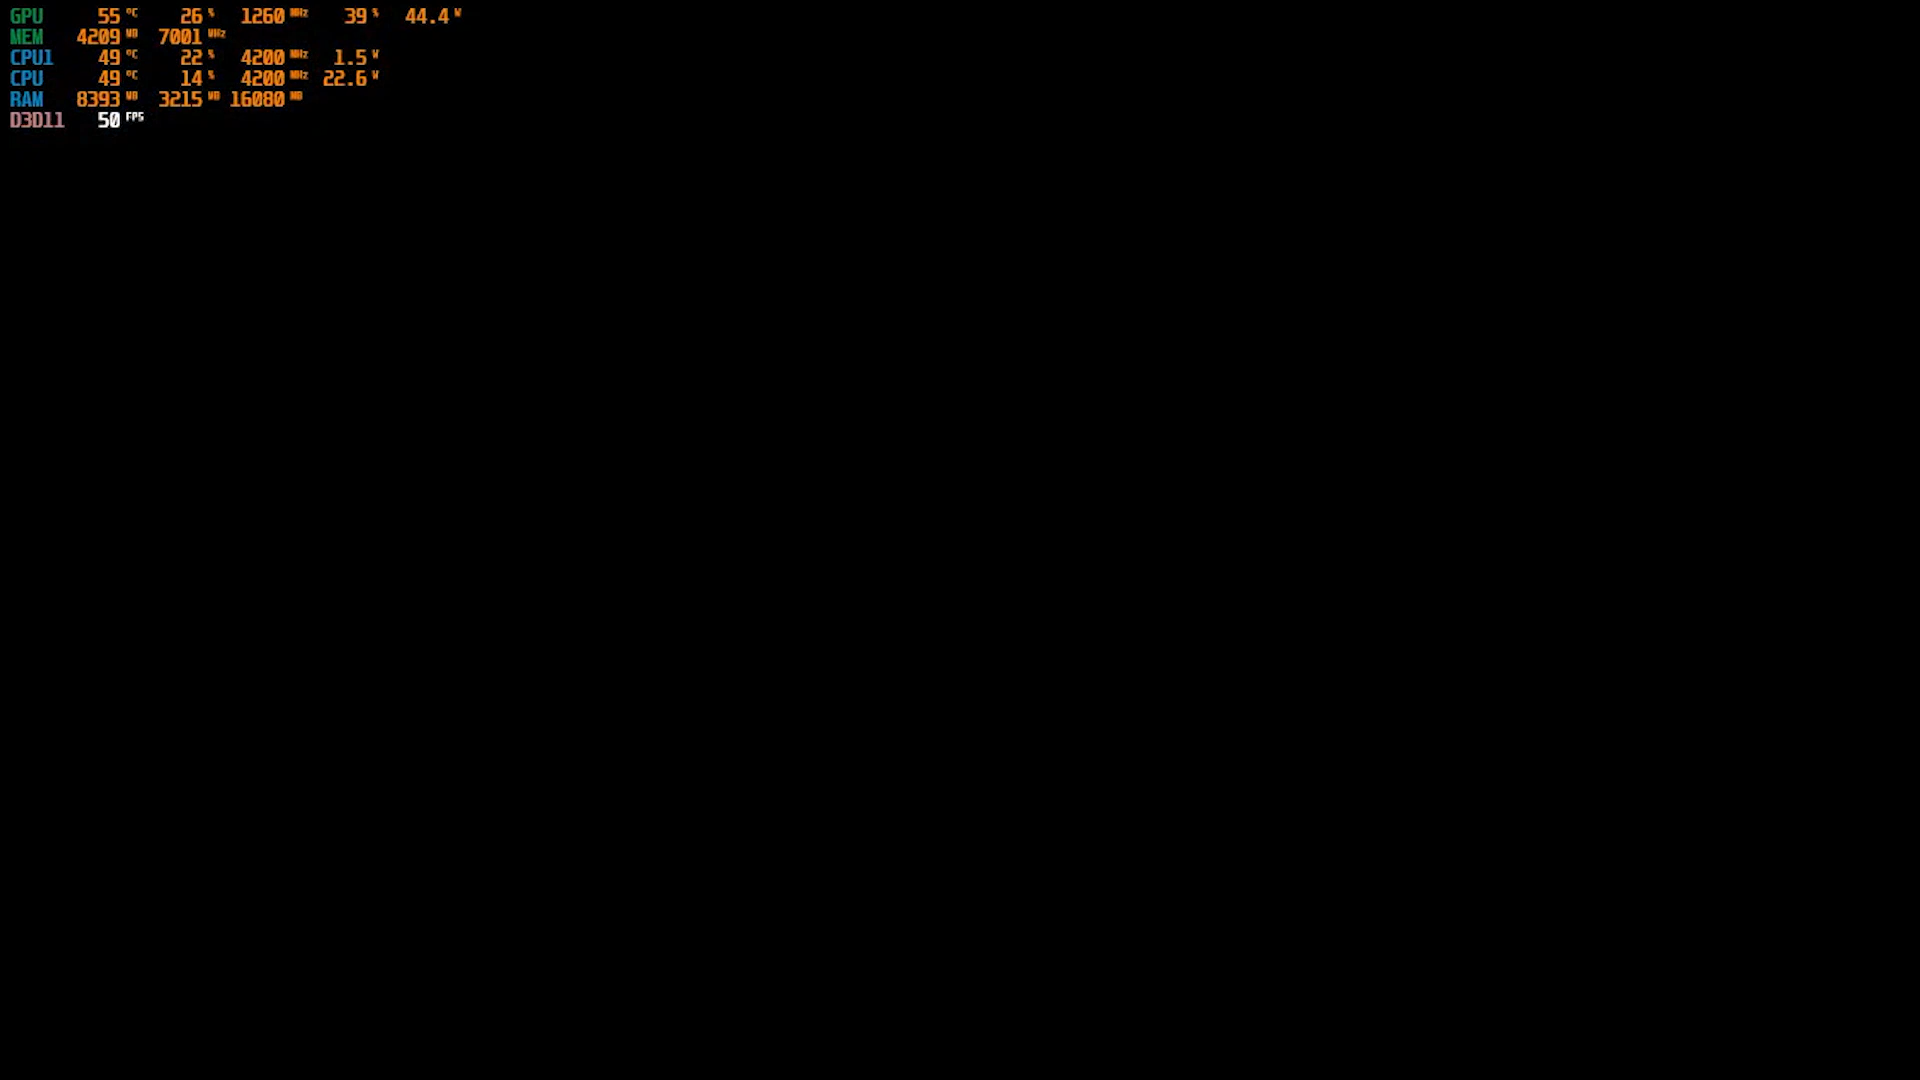 GPU 55 °C 26 % 1260 MHz 39 % 44.4 W
MEM 4209 MB 7001 MHz
CPU1 49 °C 22 % 4200 MHz 1.5 W
CPU 49 °C 14 % 4200 MHz 22.6 W
RAM 8393 MB 3215 MB 16080 MB
D3D11 50 FPS